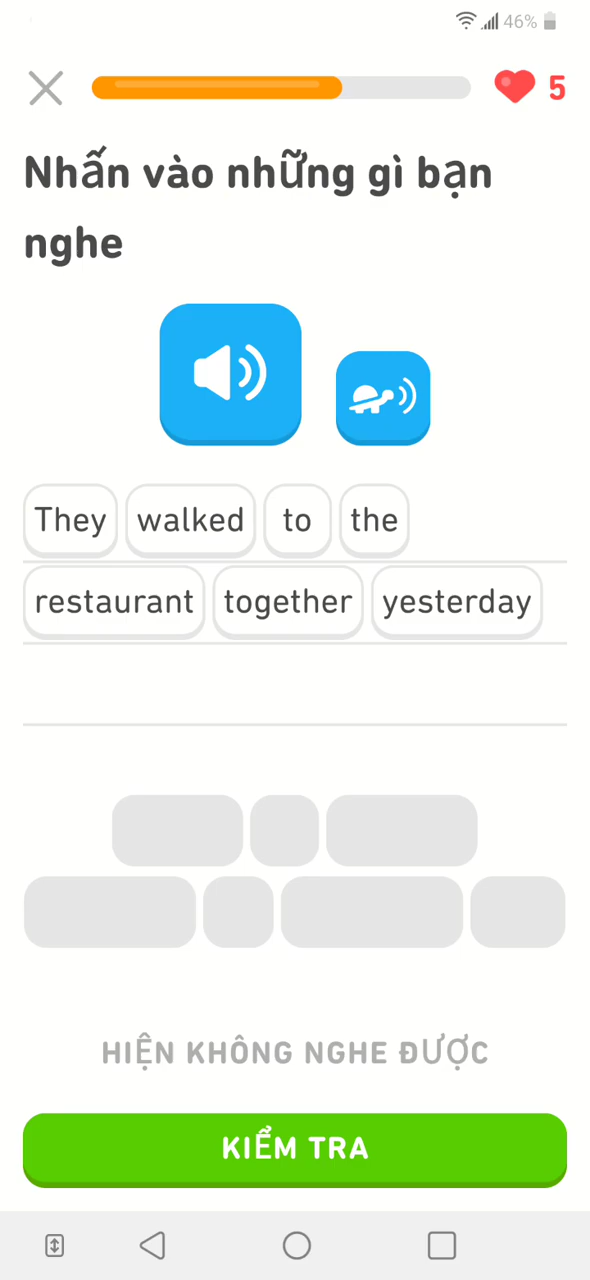 46%
5
Nhấn vào những gì bạn
nghe
They walked to the
restaurant together yesterday
HIỆN KHÔNG NGHE ĐƯỢC
KIỂM TRA